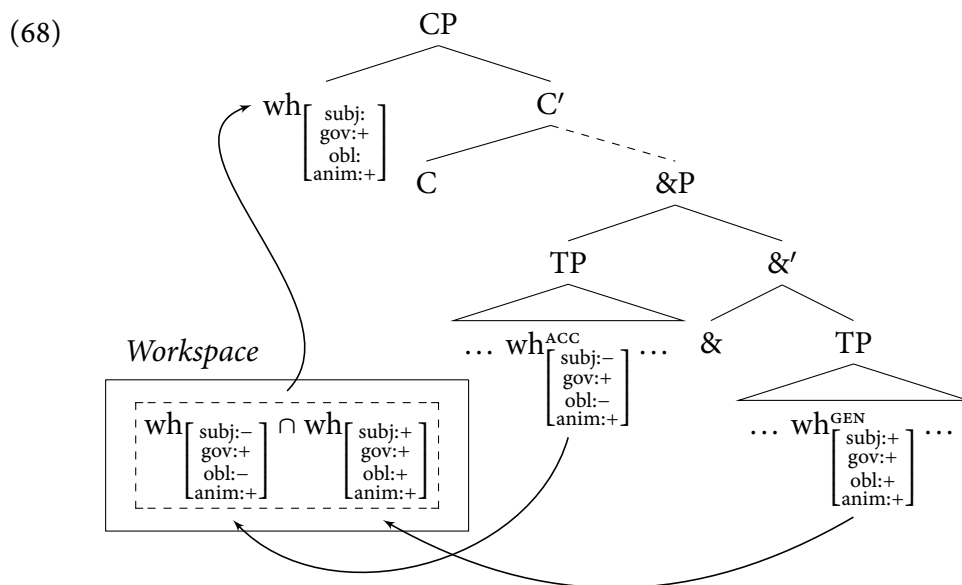 (68)
CP
wh[subj: gov:+ obl: anim:+]
C′
C
&P
TP
&′
… wh^ACC[subj:− gov:+ obl:− anim:+] …
&
TP
… wh^GEN[subj:+ gov:+ obl:+ anim:+] …
Workspace
wh[subj:− gov:+ obl:− anim:+] ∩ wh[subj:+ gov:+ obl:+ anim:+]